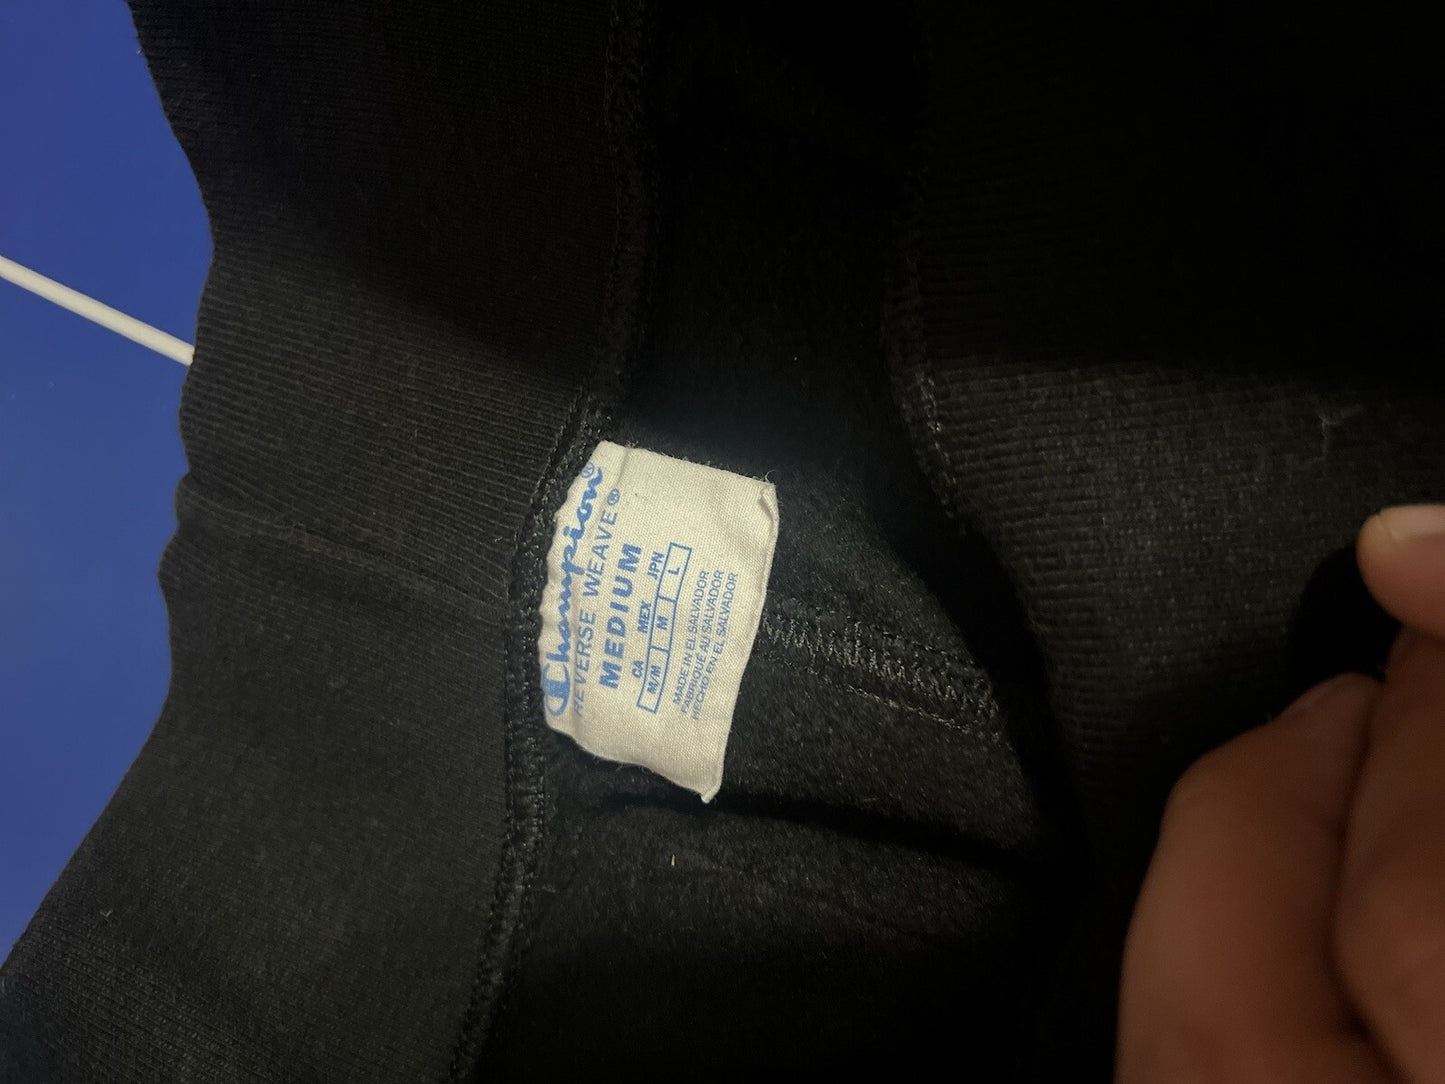 Champion®
REVERSE WEAVE®
MEDIUM
CA MEX JPN
M/M M L
MADE IN EL SALVADOR
FABRIQUÉ AU SALVADOR
HECHO EN EL SALVADOR